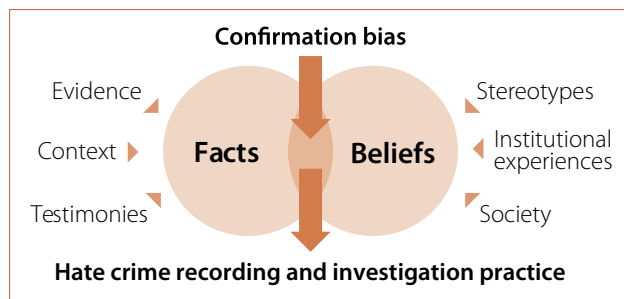 Confirmation bias
Evidence
Context
Testimonies
Facts
Beliefs
Stereotypes
Institutional
experiences
Society
Hate crime recording and investigation practice